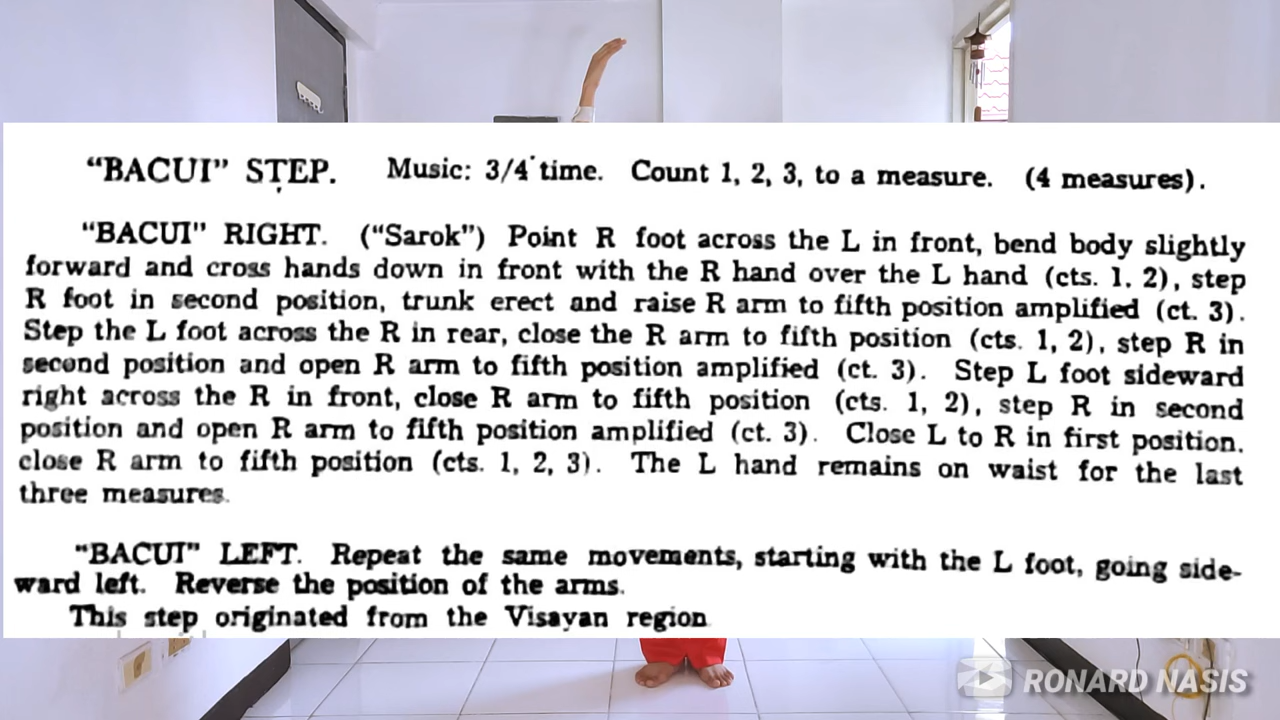 “BACUI” STEP. Music: 3/4 time. Count 1, 2, 3, to a measure. (4 measures).
“BACUI” RIGHT. (“Sarok”) Point R foot across the L in front, bend body slightly
forward and cross hands down in front with the R hand over the L hand (cts. 1, 2), step
R foot in second position, trunk erect and raise R arm to fifth position amplified (ct. 3).
Step the L foot across the R in rear, close the R arm to fifth position (cts. 1, 2), step R in
second position and open R arm to fifth position amplified (ct. 3). Step L foot sideward
right across the R in front, close R arm to fifth position (cts. 1, 2), step R in second
position and open R arm to fifth position amplified (ct. 3). Close L to R in first position.
close R arm to fifth position (cts. 1, 2, 3). The L hand remains on waist for the last
three measures.
“BACUI” LEFT. Repeat the same movements, starting with the L foot, going side-
ward left. Reverse the position of the arms.
This step originated from the Visayan region
RONARD NASIS